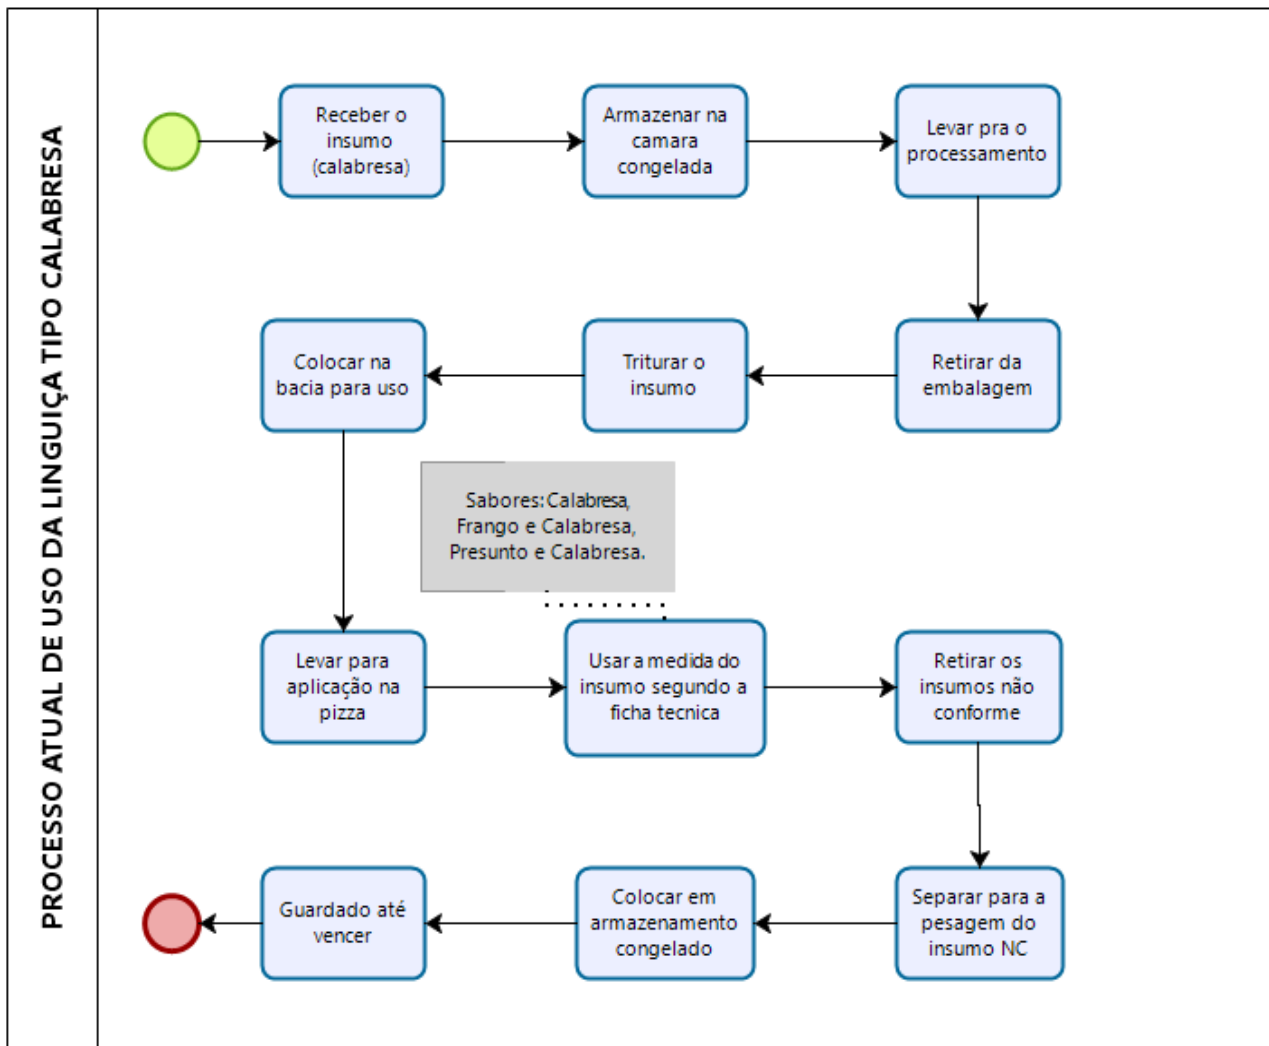 PROCESSO ATUAL DE USO DA LINGUIÇA TIPO CALABRESA
Receber o
insumo
(calabresa)
Armazenar na
camara
congelada
Levar pra o
processamento
Retirar da
embalagem
Triturar o
insumo
Colocar na
bacia para uso
Sabores: Calabresa,
Frango e Calabresa,
Presunto e Calabresa.
Levar para
aplicação na
pizza
Usar a medida do
insumo segundo a
ficha tecnica
Retirar os
insumos não
conforme
Separar para a
pesagem do
insumo NC
Colocar em
armazenamento
congelado
Guardado até
vencer